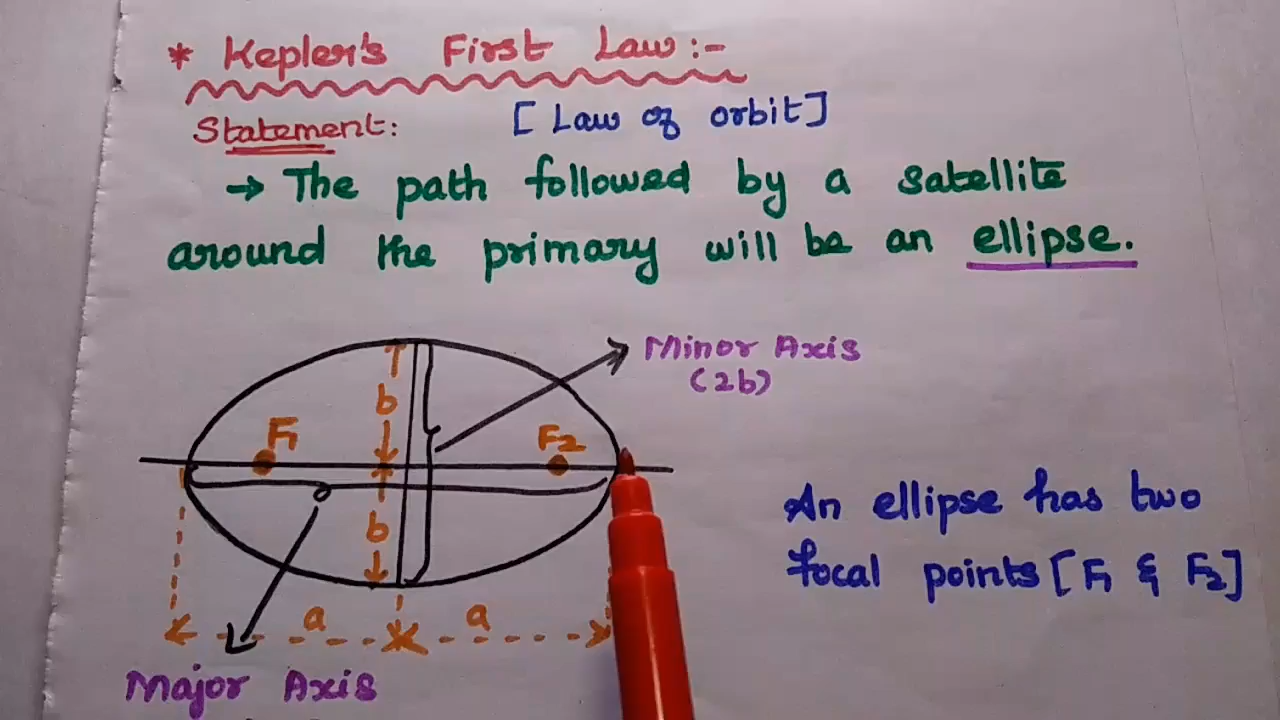 * Kepler's First Law:-
Statement: [Law of orbit]
→ The path followed by a satellite
around the primary will be an ellipse.
Minor Axis
(2b)
b
F1
F2
b
An ellipse has two
focal points [F1 & F2]
a
a
Major Axis